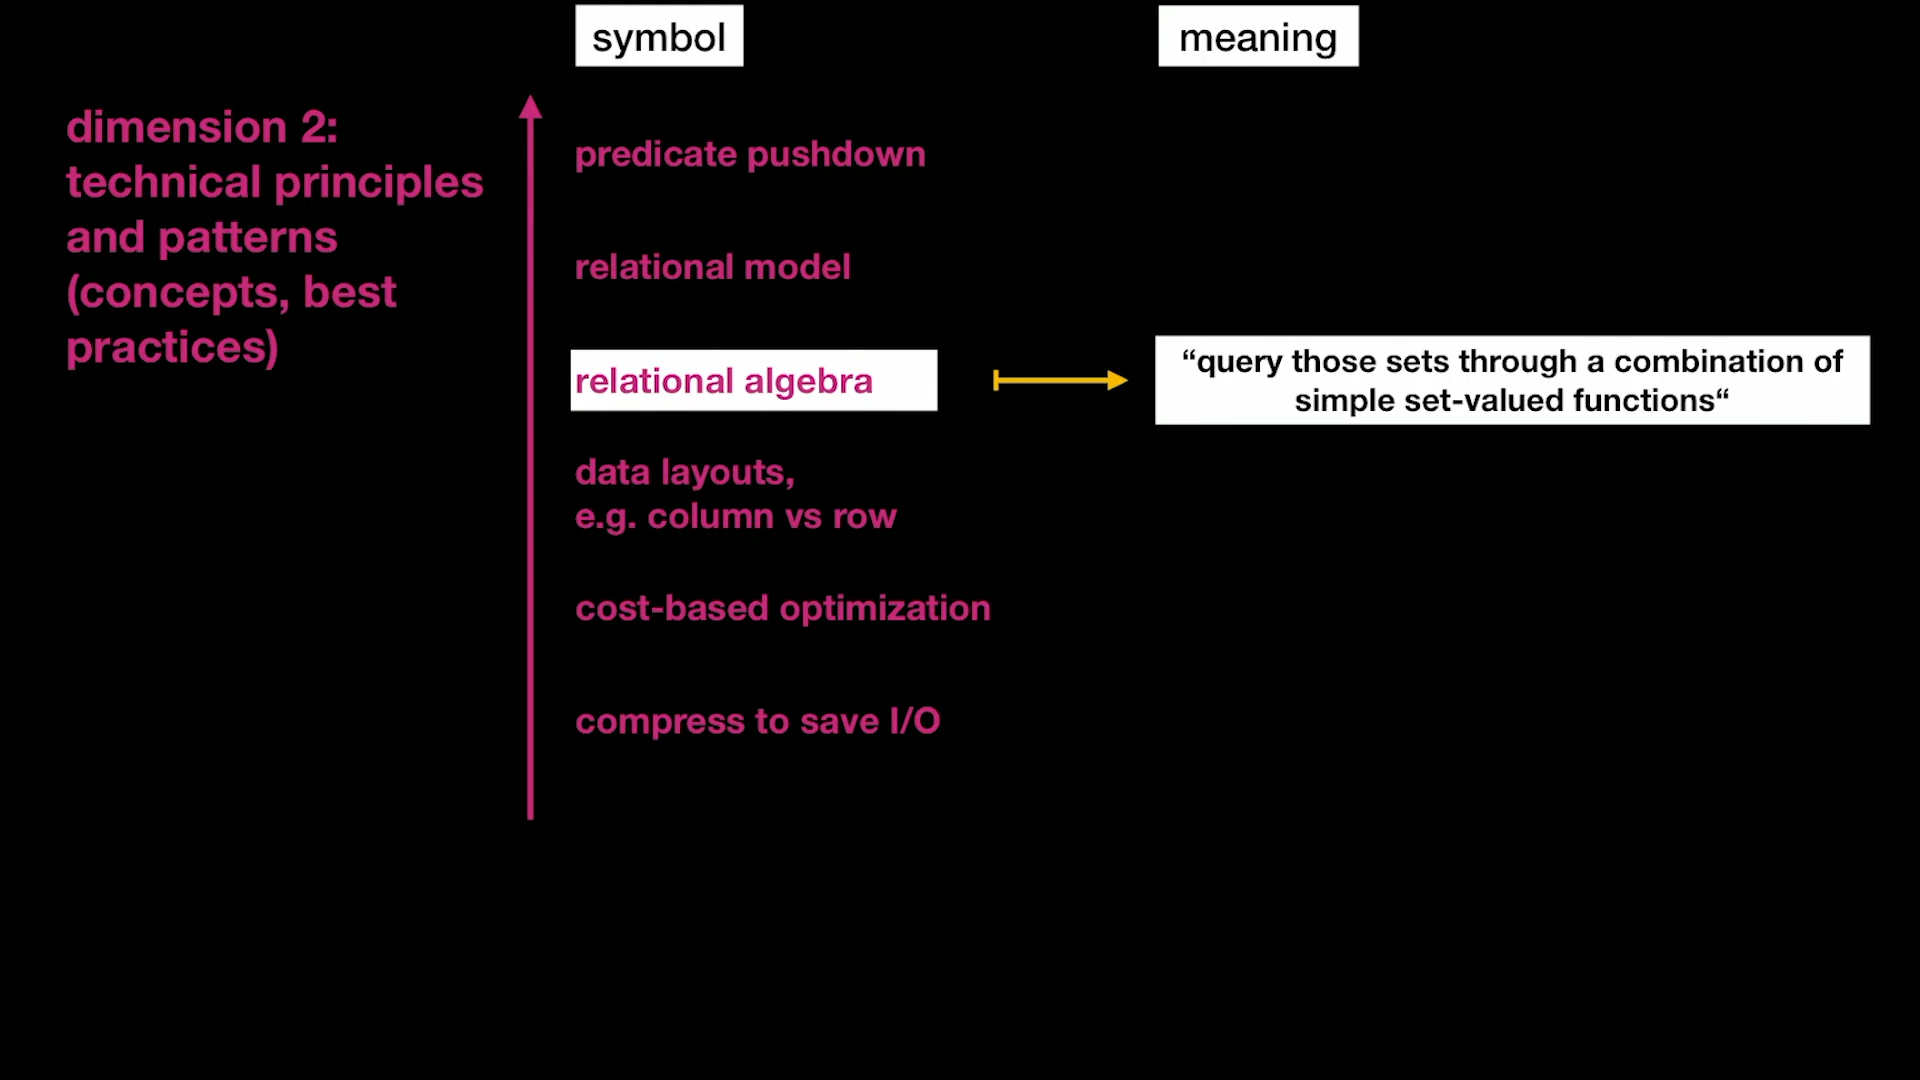 symbol
meaning
dimension 2:
technical principles
and patterns
(concepts, best
practices)
predicate pushdown
relational model
relational algebra
“query those sets through a combination of
simple set-valued functions“
data layouts,
e.g. column vs row
cost-based optimization
compress to save I/O